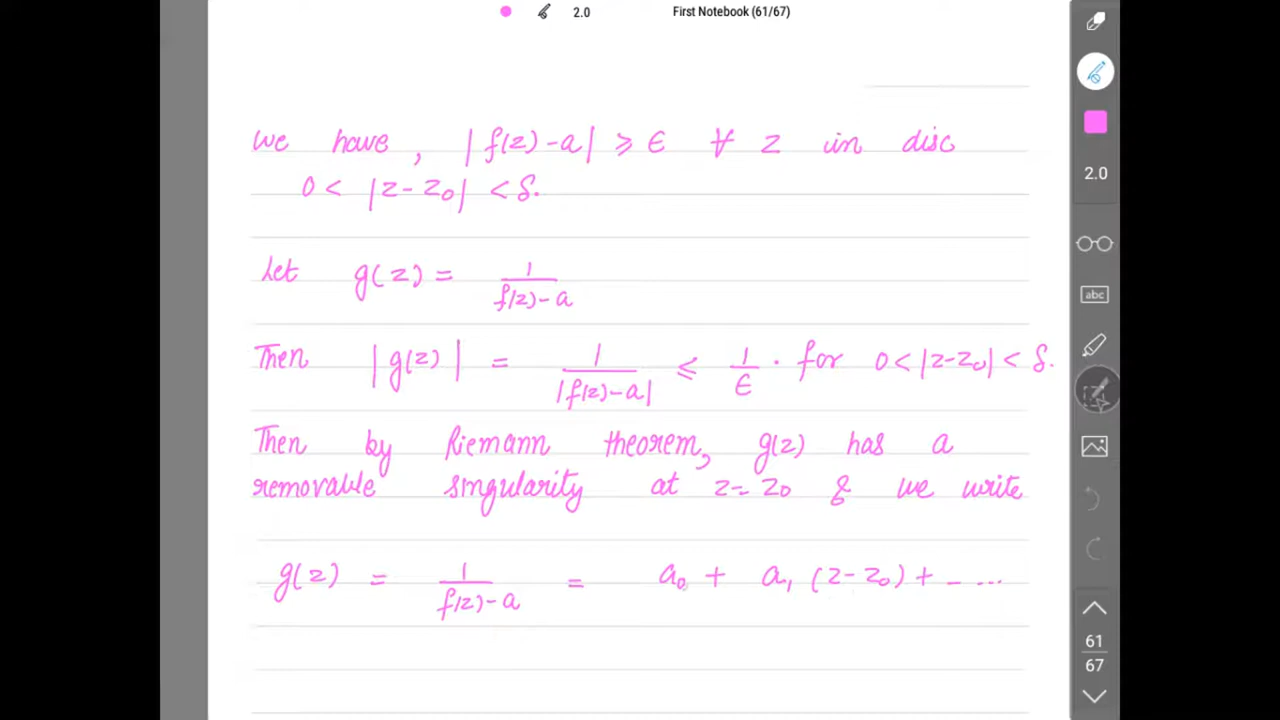 2.0 First Notebook (61/67)
we have, |f(z)-a| ⩾ ϵ ∀ z in disc
0 < |z-z₀| < δ.
Let g(z) = 1/(f(z)-a)
Then |g(z)| = 1/|f(z)-a| ⩽ 1/ϵ . for 0 < |z-z₀| < δ.
Then by Riemann theorem, g(z) has a
removable singularity at z=z₀ & we write
g(z) = 1/(f(z)-a) = a₀ + a₁(z-z₀) + - ...
2.0
abc
61
67